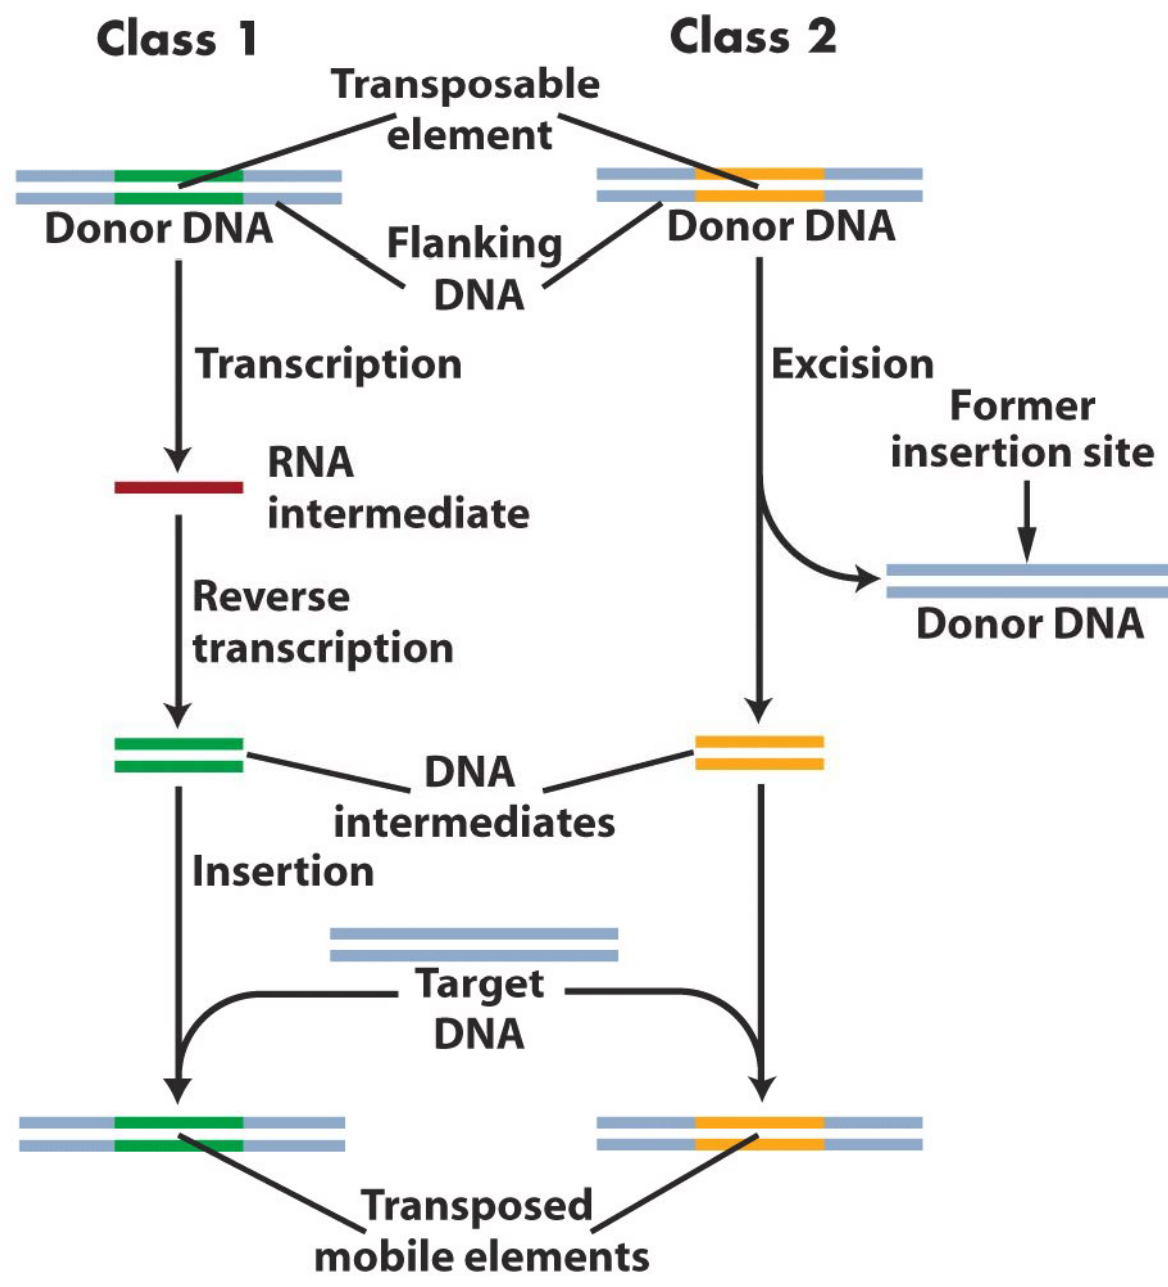 Class 1
Class 2
Transposable
element
Donor DNA
Donor DNA
Flanking
DNA
Transcription
Excision
Former
insertion site
RNA
intermediate
Reverse
transcription
Donor DNA
DNA
intermediates
Insertion
Target
DNA
Transposed
mobile elements